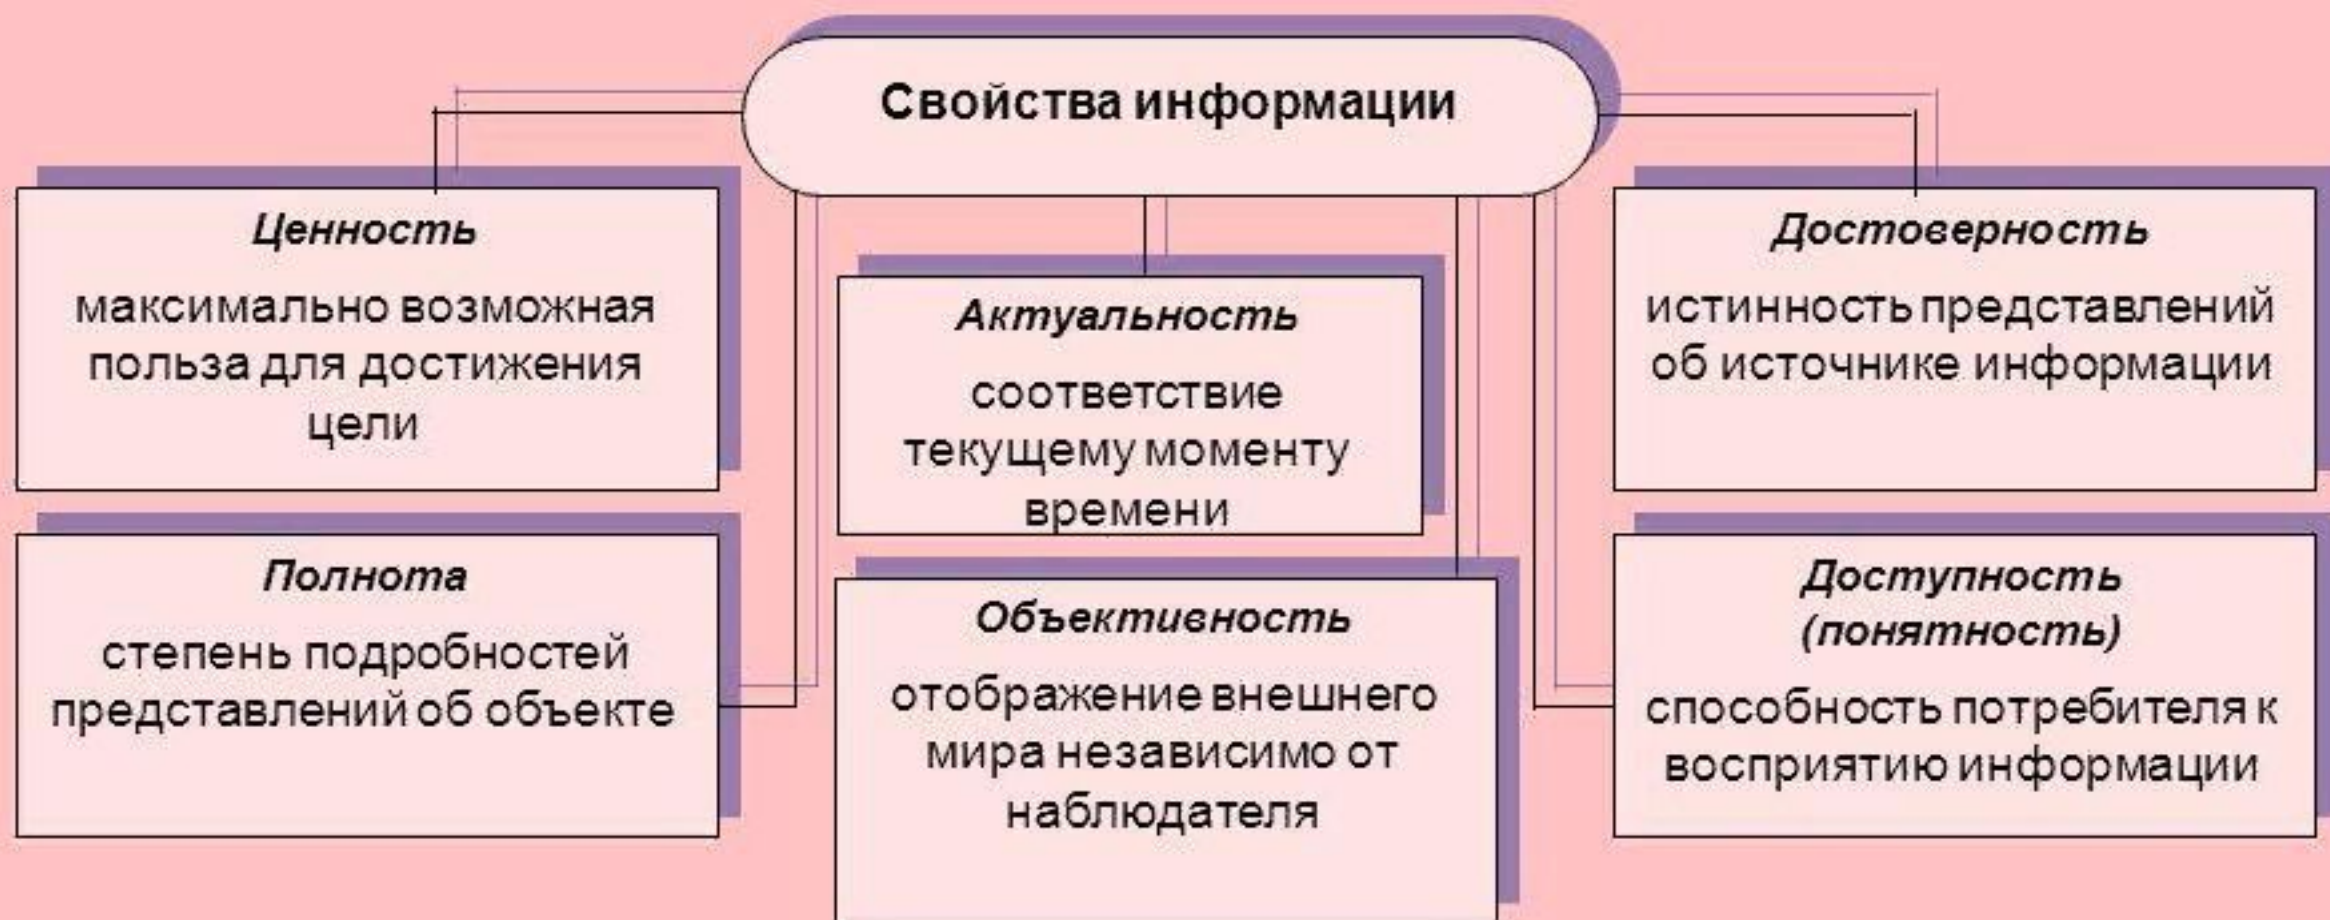 Свойства информации
Ценность
максимально возможная
польза для достижения
цели
Актуальность
соответствие
текущему моменту
времени
Достоверность
истинность представлений
об источнике информации
Полнота
степень подробностей
представлений об объекте
Объективность
отображение внешнего
мира независимо от
наблюдателя
Доступность
(понятность)
способность потребителя к
восприятию информации